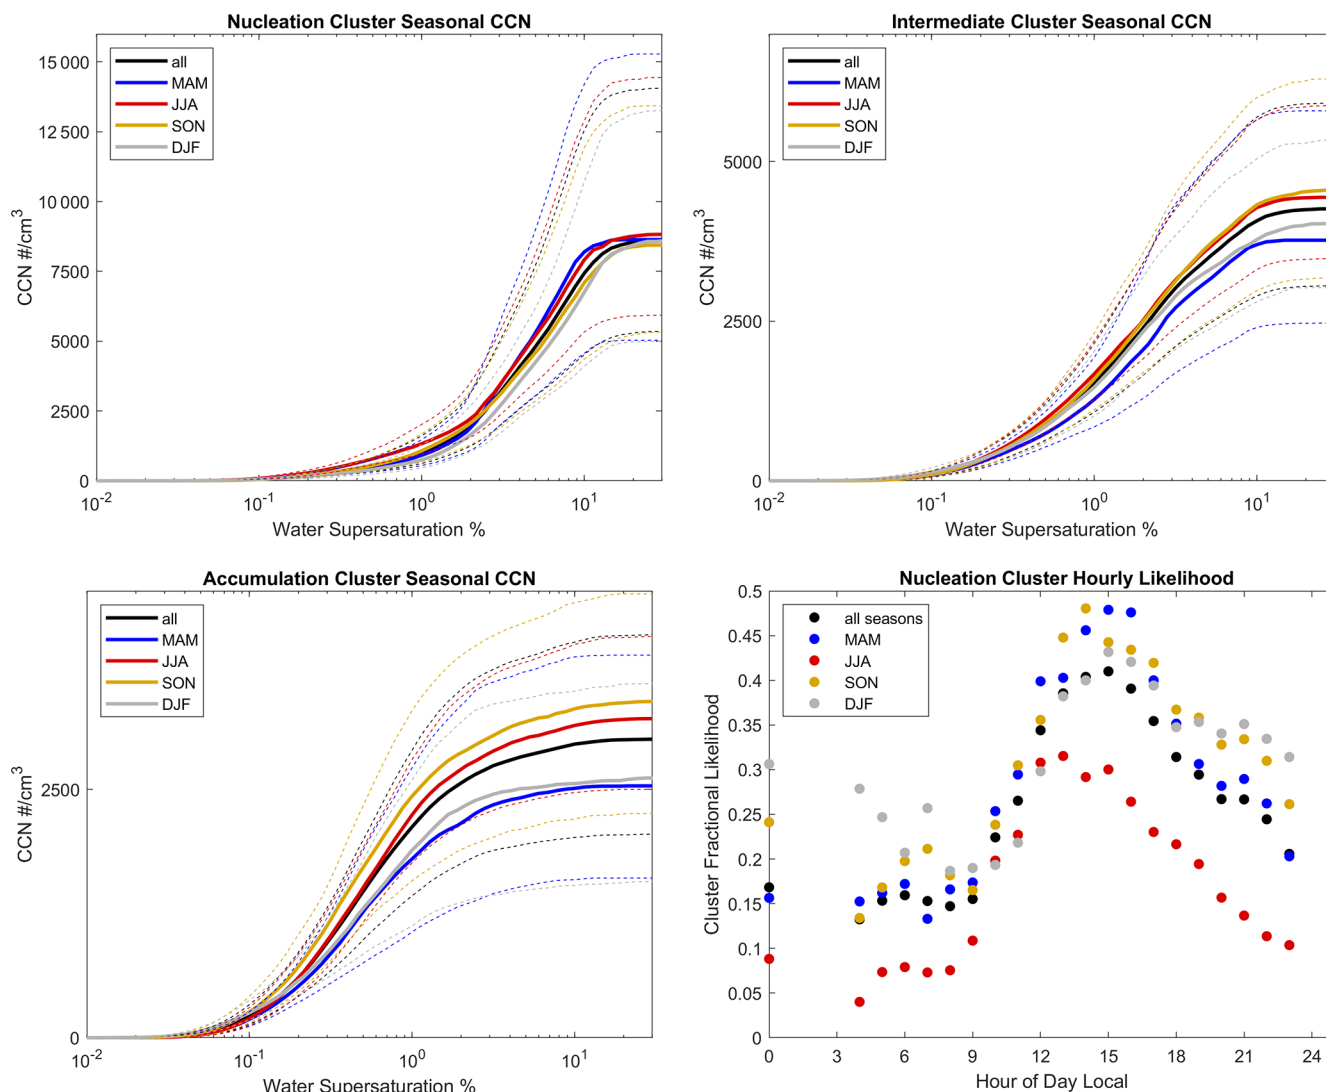 Nucleation Cluster Seasonal CCN
15 000
12 500
10 000
7500
5000
2500
0
CCN #/cm³
all
MAM
JJA
SON
DJF
10⁻²
10⁻¹
10⁰
10¹
Water Supersaturation %
Intermediate Cluster Seasonal CCN
5000
2500
0
CCN #/cm³
all
MAM
JJA
SON
DJF
10⁻²
10⁻¹
10⁰
10¹
Water Supersaturation %
Accumulation Cluster Seasonal CCN
2500
0
CCN #/cm³
all
MAM
JJA
SON
DJF
10⁻²
10⁻¹
10⁰
10¹
Water Supersaturation %
Nucleation Cluster Hourly Likelihood
0.5
0.45
0.4
0.35
0.3
0.25
0.2
0.15
0.1
0.05
0
Cluster Fractional Likelihood
all seasons
MAM
JJA
SON
DJF
0
3
6
9
12
15
18
21
24
Hour of Day Local